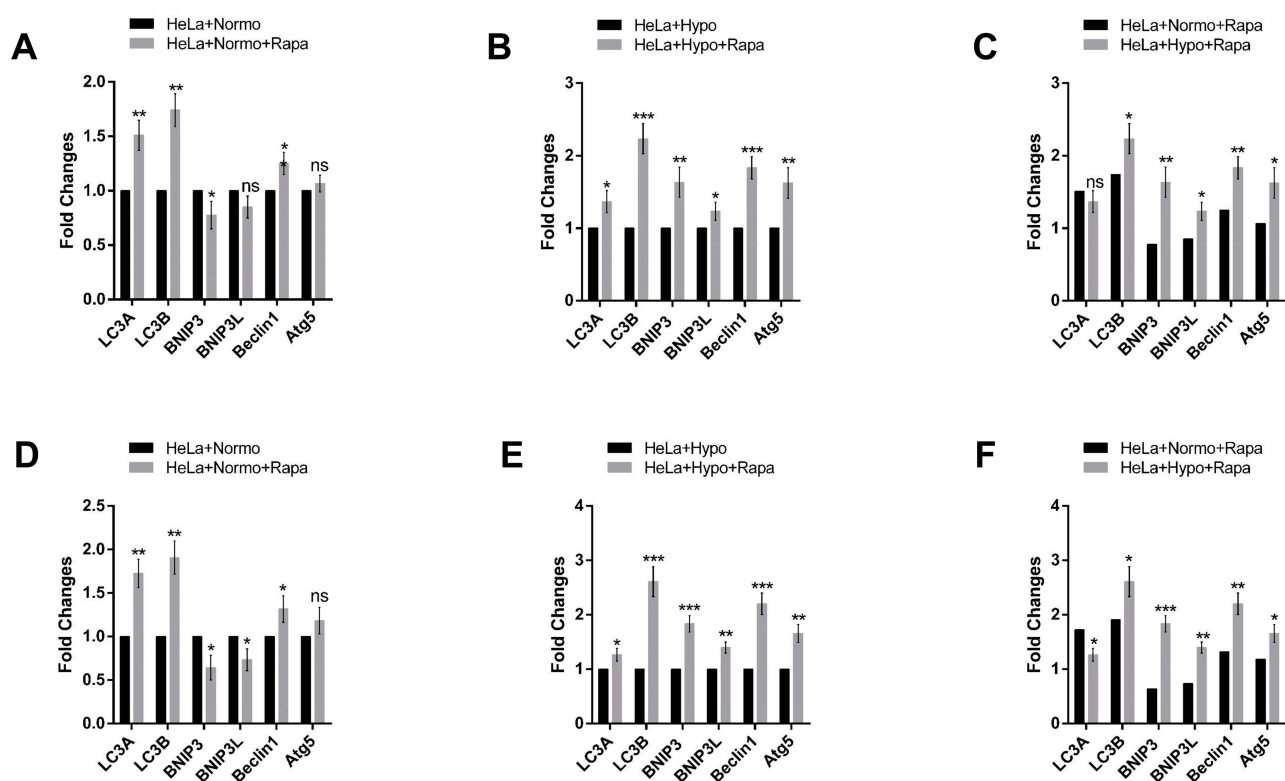 A
HeLa+Normo
HeLa+Normo+Rapa
Fold Changes
2.0
1.5
1.0
0.5
0.0
**
**
*
ns
*
*
ns
LC3A
LC3B
BNIP3
BNIP3L
Beclin1
Atg5
B
HeLa+Hypo
HeLa+Hypo+Rapa
Fold Changes
3
2
1
0
*
***
**
*
***
**
LC3A
LC3B
BNIP3
BNIP3L
Beclin1
Atg5
C
HeLa+Normo+Rapa
HeLa+Hypo+Rapa
Fold Changes
3
2
1
0
ns
*
**
*
**
*
LC3A
LC3B
BNIP3
BNIP3L
Beclin1
Atg5
D
HeLa+Normo
HeLa+Normo+Rapa
Fold Changes
2.5
2.0
1.5
1.0
0.5
0.0
**
**
*
*
*
ns
LC3A
LC3B
BNIP3
BNIP3L
Beclin1
Atg5
E
HeLa+Hypo
HeLa+Hypo+Rapa
Fold Changes
4
3
2
1
0
*
***
***
**
***
**
LC3A
LC3B
BNIP3
BNIP3L
Beclin1
Atg5
F
HeLa+Normo+Rapa
HeLa+Hypo+Rapa
Fold Changes
4
3
2
1
0
*
*
***
**
**
*
LC3A
LC3B
BNIP3
BNIP3L
Beclin1
Atg5